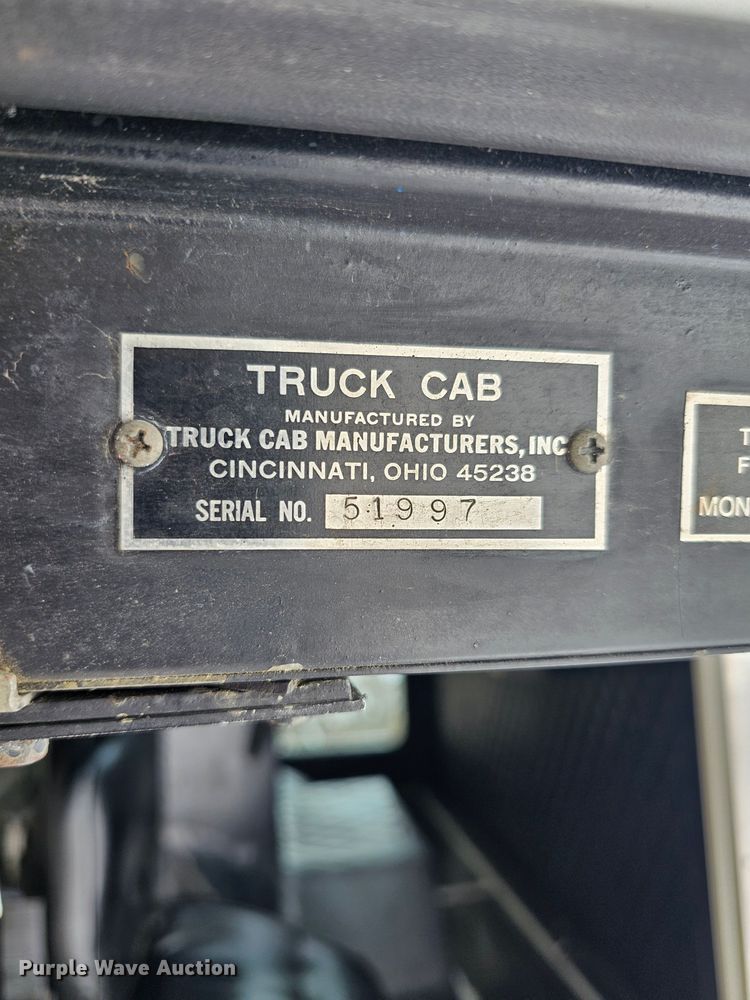 TRUCK CAB
MANUFACTURED BY
TRUCK CAB MANUFACTURERS, INC
CINCINNATI, OHIO 45238
SERIAL NO. 51997
T
F
MON
Purple Wave Auction